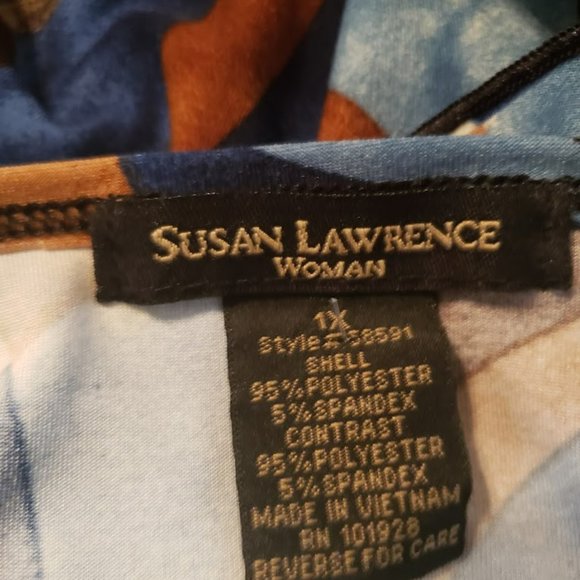 SUSAN LAWRENCE
WOMAN
1X
Style# S8591
SHELL
95% POLYESTER
5% SPANDEX
CONTRAST
95% POLYESTER
5% SPANDEX
MADE IN VIETNAM
RN 101928
REVERSE FOR CARE